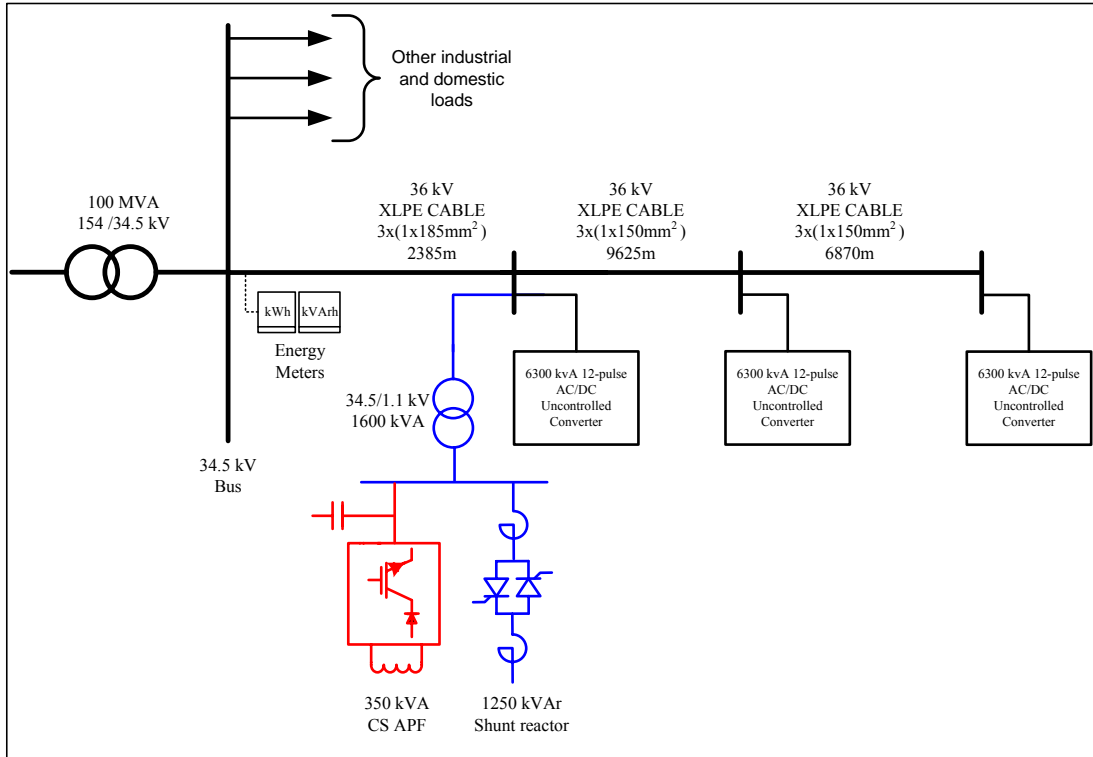 Other industrial
and domestic
loads
100 MVA
154 /34.5 kV
36 kV
XLPE CABLE
3x(1x185mm²)
2385m
36 kV
XLPE CABLE
3x(1x150mm²)
9625m
36 kV
XLPE CABLE
3x(1x150mm²)
6870m
kWh
kVArh
Energy
Meters
34.5/1.1 kV
1600 kVA
6300 kvA 12-pulse
AC/DC
Uncontrolled
Converter
6300 kvA 12-pulse
AC/DC
Uncontrolled
Converter
6300 kvA 12-pulse
AC/DC
Uncontrolled
Converter
34.5 kV
Bus
350 kVA
CS APF
1250 kVAr
Shunt reactor